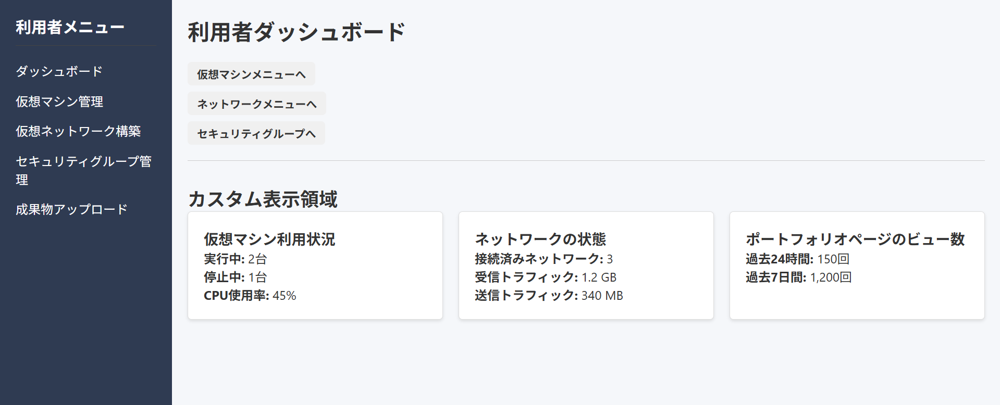 利用者メニュー
ダッシュボード
仮想マシン管理
仮想ネットワーク構築
セキュリティグループ管
理
成果物アップロード
利用者ダッシュボード
仮想マシンメニューへ
ネットワークメニューへ
セキュリティグループへ
カスタム表示領域
仮想マシン利用状況
実行中: 2台
停止中: 1台
CPU使用率: 45%
ネットワークの状態
接続済みネットワーク: 3
受信トラフィック: 1.2 GB
送信トラフィック: 340 MB
ポートフォリオページのビュー数
過去24時間: 150回
過去7日間: 1,200回